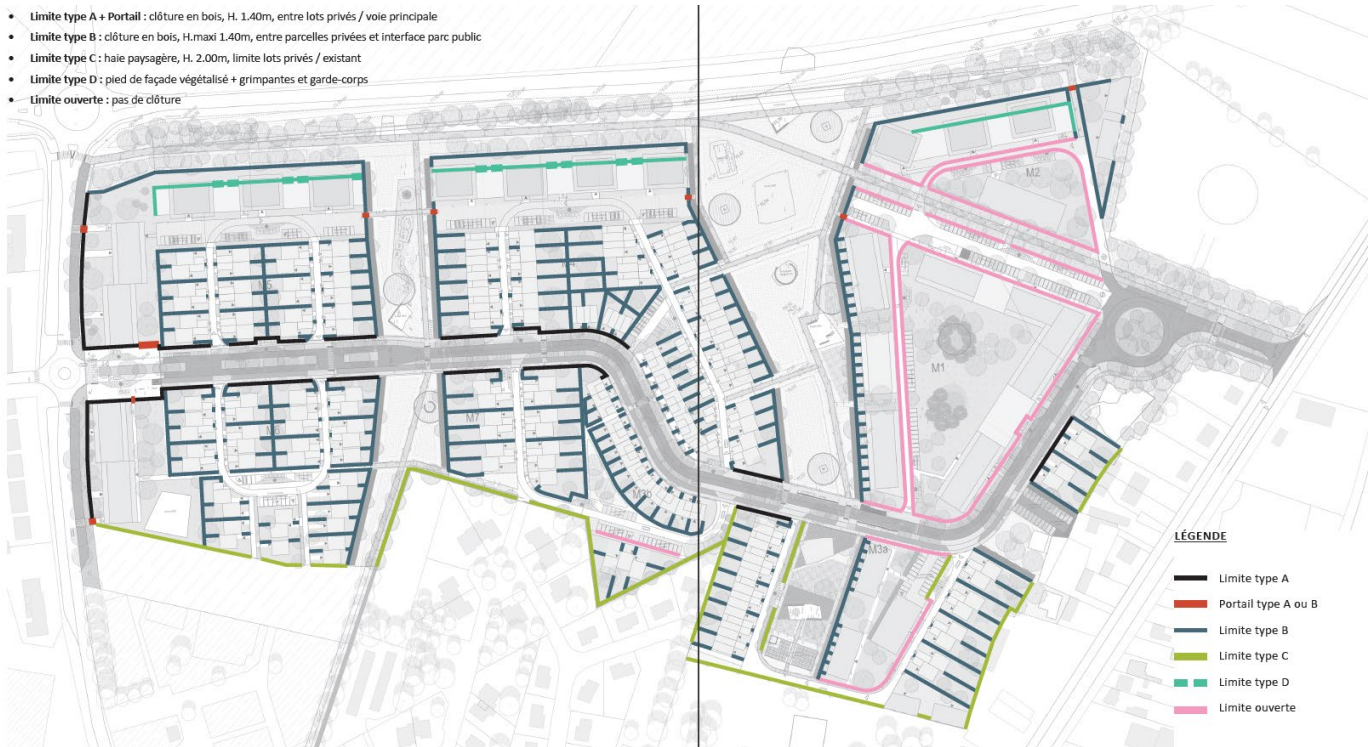 • Limite type A + Portail : clôture en bois, H. 1.40m, entre lots privés / voie principale
• Limite type B : clôture en bois, H.maxi 1.40m, entre parcelles privées et interface parc public
• Limite type C : haie paysagère, H. 2.00m, limite lots privés / existant
• Limite type D : pied de façade végétalisé + grimpantes et garde-corps
• Limite ouverte : pas de clôture
M2
M5
M1
M7
M6
M3b
M3a
LÉGENDE
Limite type A
Portail type A ou B
Limite type B
Limite type C
Limite type D
Limite ouverte